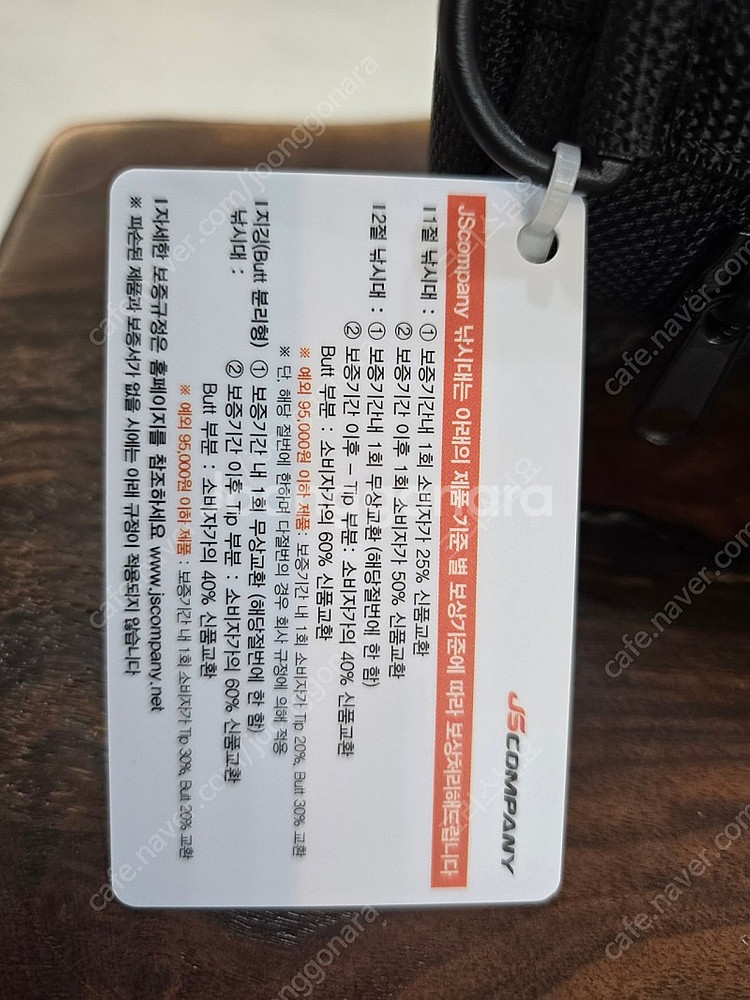 JSCOMPANY
JScompany 낚시대는 아래의 제품 기준 별 보상기준에 따라 보상처리해드립니다
I 1절 낚시대 : ① 보증기간내 1회 소비자가 25% 신품교환
② 보증기간 이후 1회 소비자가 50% 신품교환
I 2절 낚시대 : ① 보증기간내 1회 무상교환 (해당절번에 한 함)
② 보증기간 이후 - Tip 부분: 소비자가의 40% 신품교환
Butt 부분 : 소비자가의 60% 신품교환
※ 예외 95,000원 이하 제품: 보증기간 내 1회 소비자가 Tip 20%, Butt 30% 교환
※ 단, 해당 절번에 한하며 다절번의 경우 회사 규정에 의해 적용
I 지깅(Butt 분리형) ① 보증기간 내 1회 무상교환 (해당절번에 한 함)
낚시대 : ② 보증기간 이후 Tip 부분 : 소비자가의 60% 신품교환
Butt 부분 : 소비자가의 40% 신품교환
※ 예외 95,000원 이하 제품 : 보증기간 내 1회 소비자가 Tip 30%, Butt 20% 교환
I 자세한 보증규정은 홈페이지를 참조하세요 www.jscompany.net
※ 파손된 제품과 보증서가 없을 시에는 아래 규정이 적용되지 않습니다
Joonggonara
cafe.naver.com/joonggonara